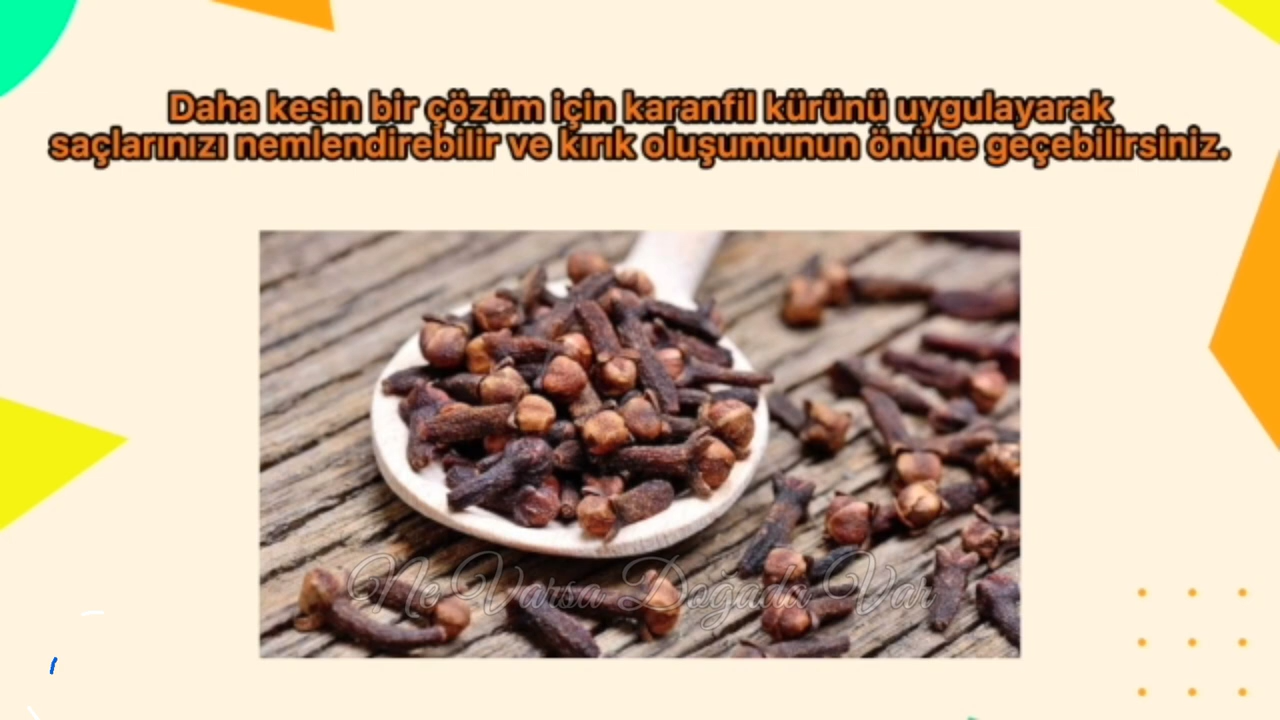 Daha kesin bir çözüm için karanfil kürünü uygulayarak
saçlarınızı nemlendirebilir ve kırık oluşumunun önüne geçebilirsiniz.
Ne Varsa Doğada Var